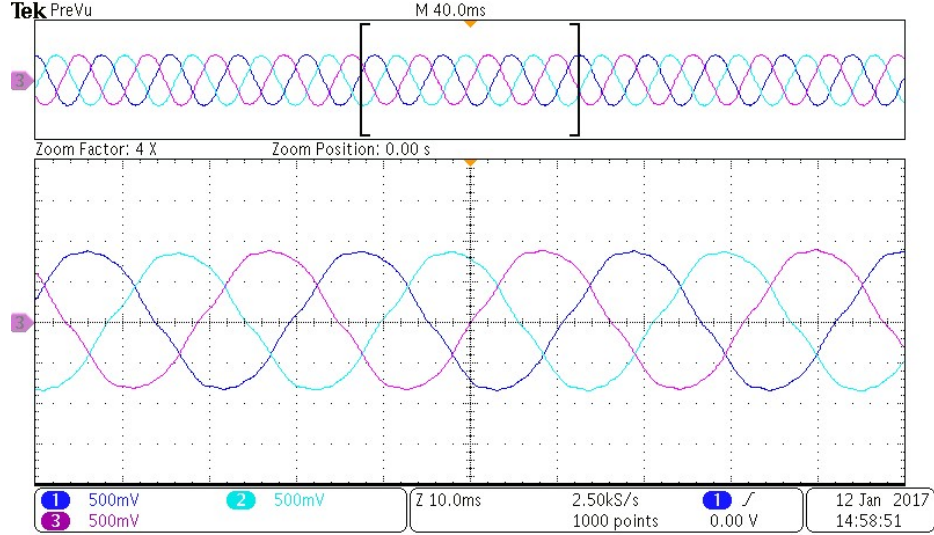 Tek PreVu M 40.0ms
3
Zoom Factor: 4 X Zoom Position: 0.00 s
3
1 500mV 2 500mV Z 10.0ms 2.50kS/s 1 ∫ 12 Jan 2017
3 500mV 1000 points 0.00 V 14:58:51